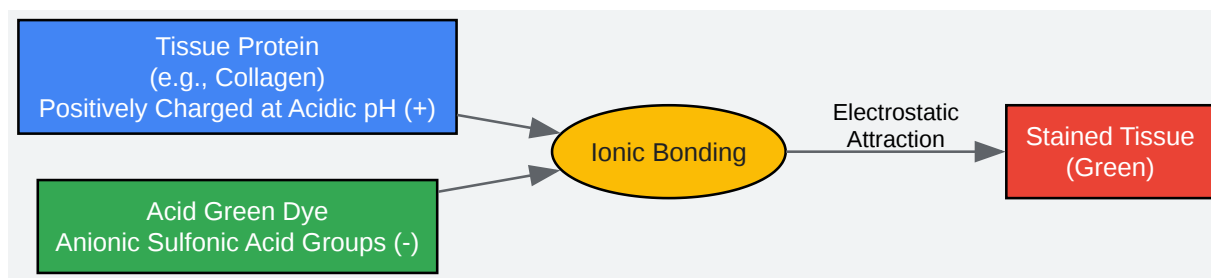 Tissue Protein
(e.g., Collagen)
Positively Charged at Acidic pH (+)
Acid Green Dye
Anionic Sulfonic Acid Groups (-)
Ionic Bonding
Electrostatic
Attraction
Stained Tissue
(Green)